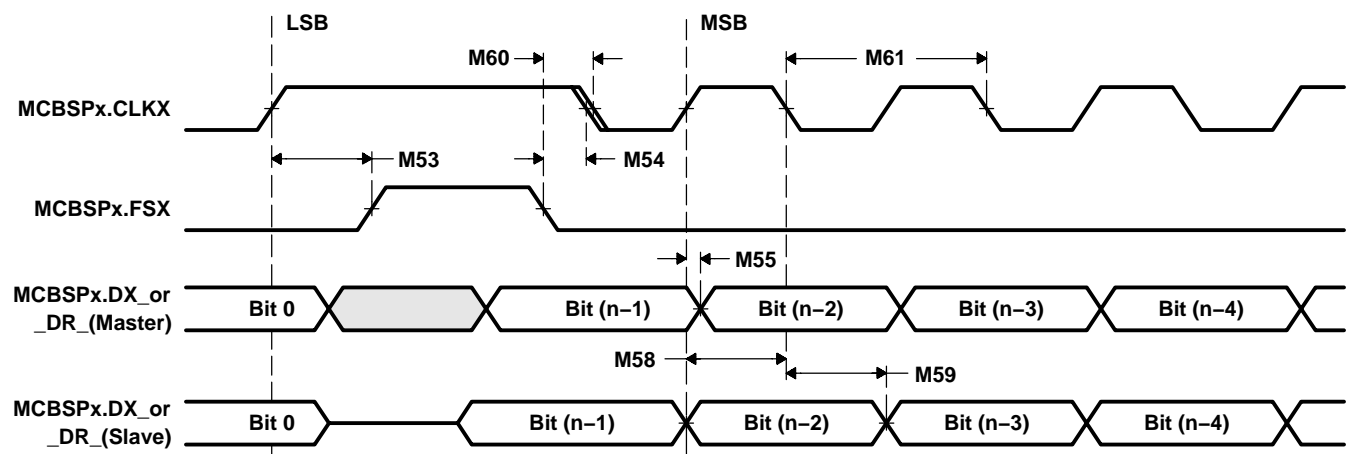 LSB
MSB
M60
M61
MCBSPx.CLKX
M53
M54
MCBSPx.FSX
M55
MCBSPx.DX_or
_DR_(Master)
Bit 0
Bit (n−1)
Bit (n−2)
Bit (n−3)
Bit (n−4)
M58
M59
MCBSPx.DX_or
_DR_(Slave)
Bit 0
Bit (n−1)
Bit (n−2)
Bit (n−3)
Bit (n−4)